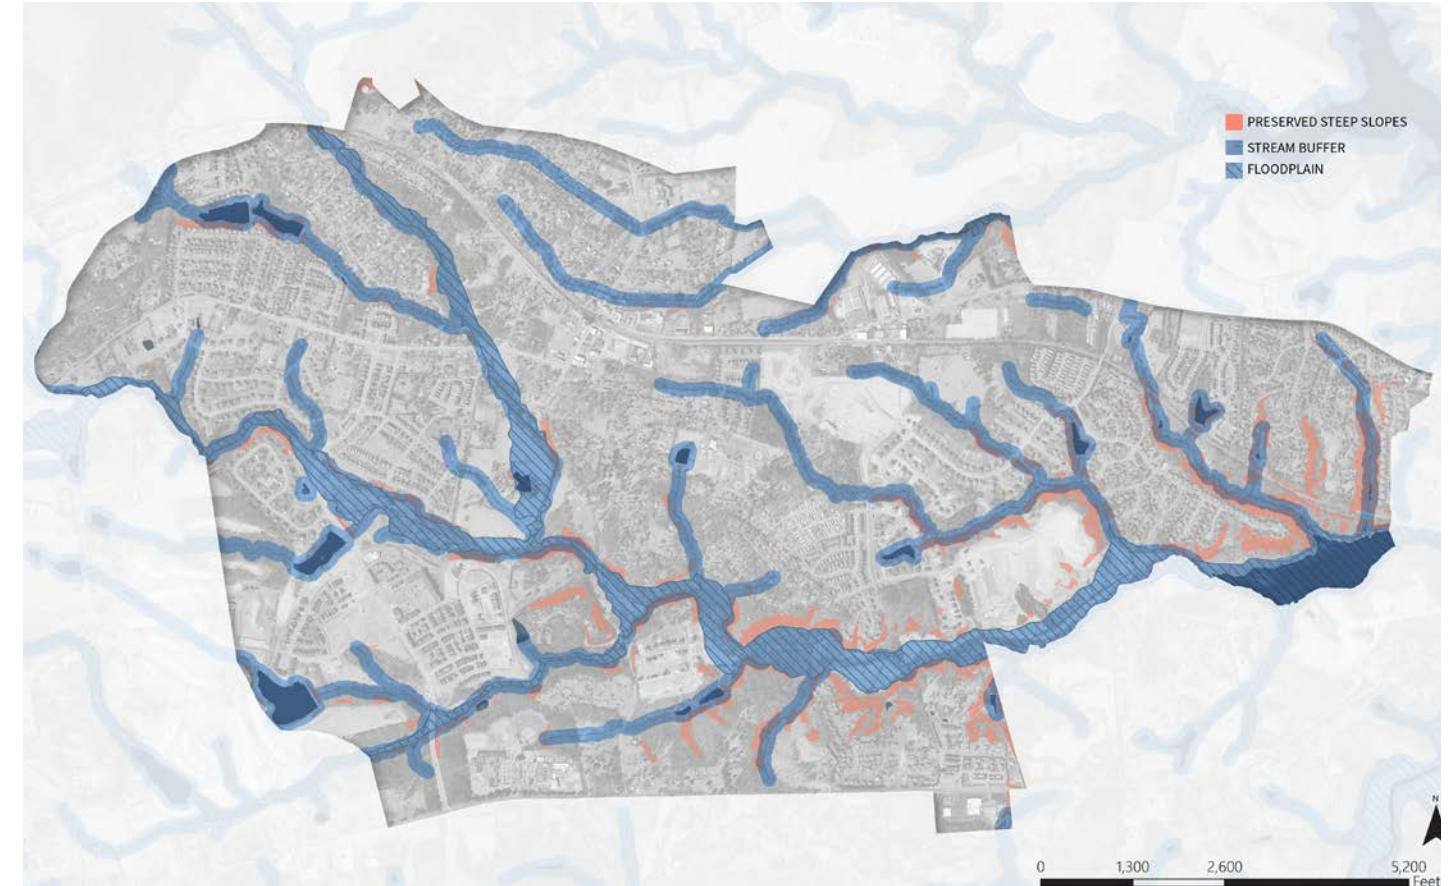 PRESERVED STEEP SLOPES
STREAM BUFFER
FLOODPLAIN
N
0 1,300 2,600 5,200
Feet